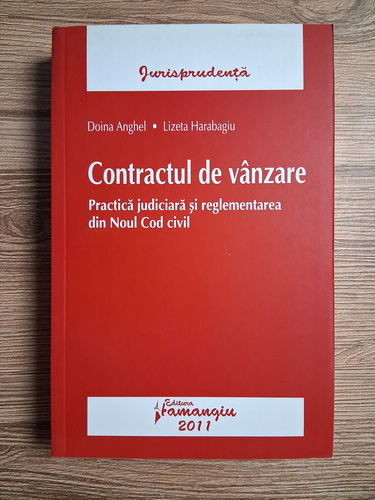 Jurisprudență
Doina Anghel • Lizeta Harabagiu
Contractul de vânzare
Practică judiciară și reglementarea
din Noul Cod civil
Editura
Hamangiu
2011